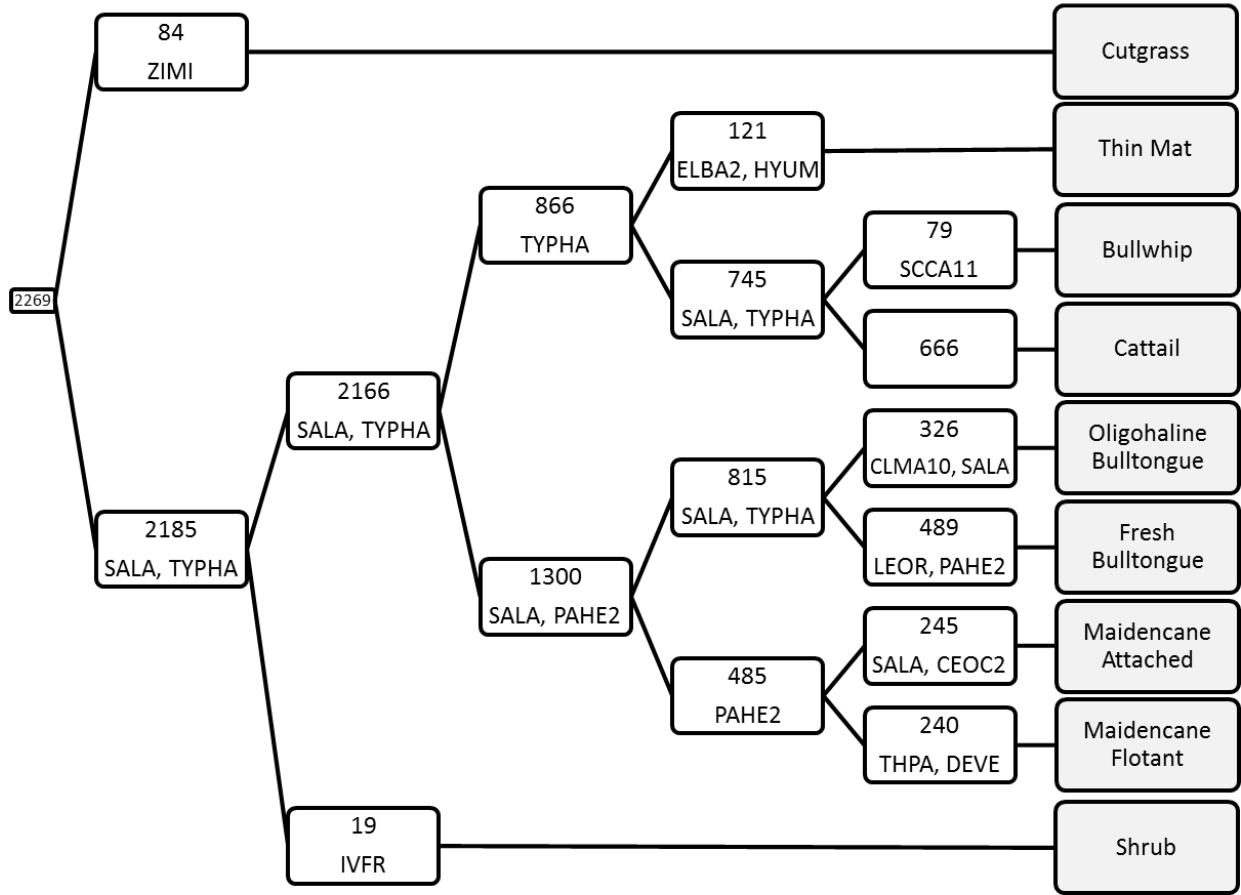 84
ZIMI
Cutgrass
121
ELBA2, HYUM
Thin Mat
866
TYPHA
79
SCCA11
Bullwhip
745
SALA, TYPHA
2269
666
Cattail
2166
SALA, TYPHA
326
CLMA10, SALA
Oligohaline
Bulltongue
815
SALA, TYPHA
2185
SALA, TYPHA
489
LEOR, PAHE2
Fresh
Bulltongue
1300
SALA, PAHE2
245
SALA, CEOC2
Maidencane
Attached
485
PAHE2
240
THPA, DEVE
Maidencane
Flotant
19
IVFR
Shrub